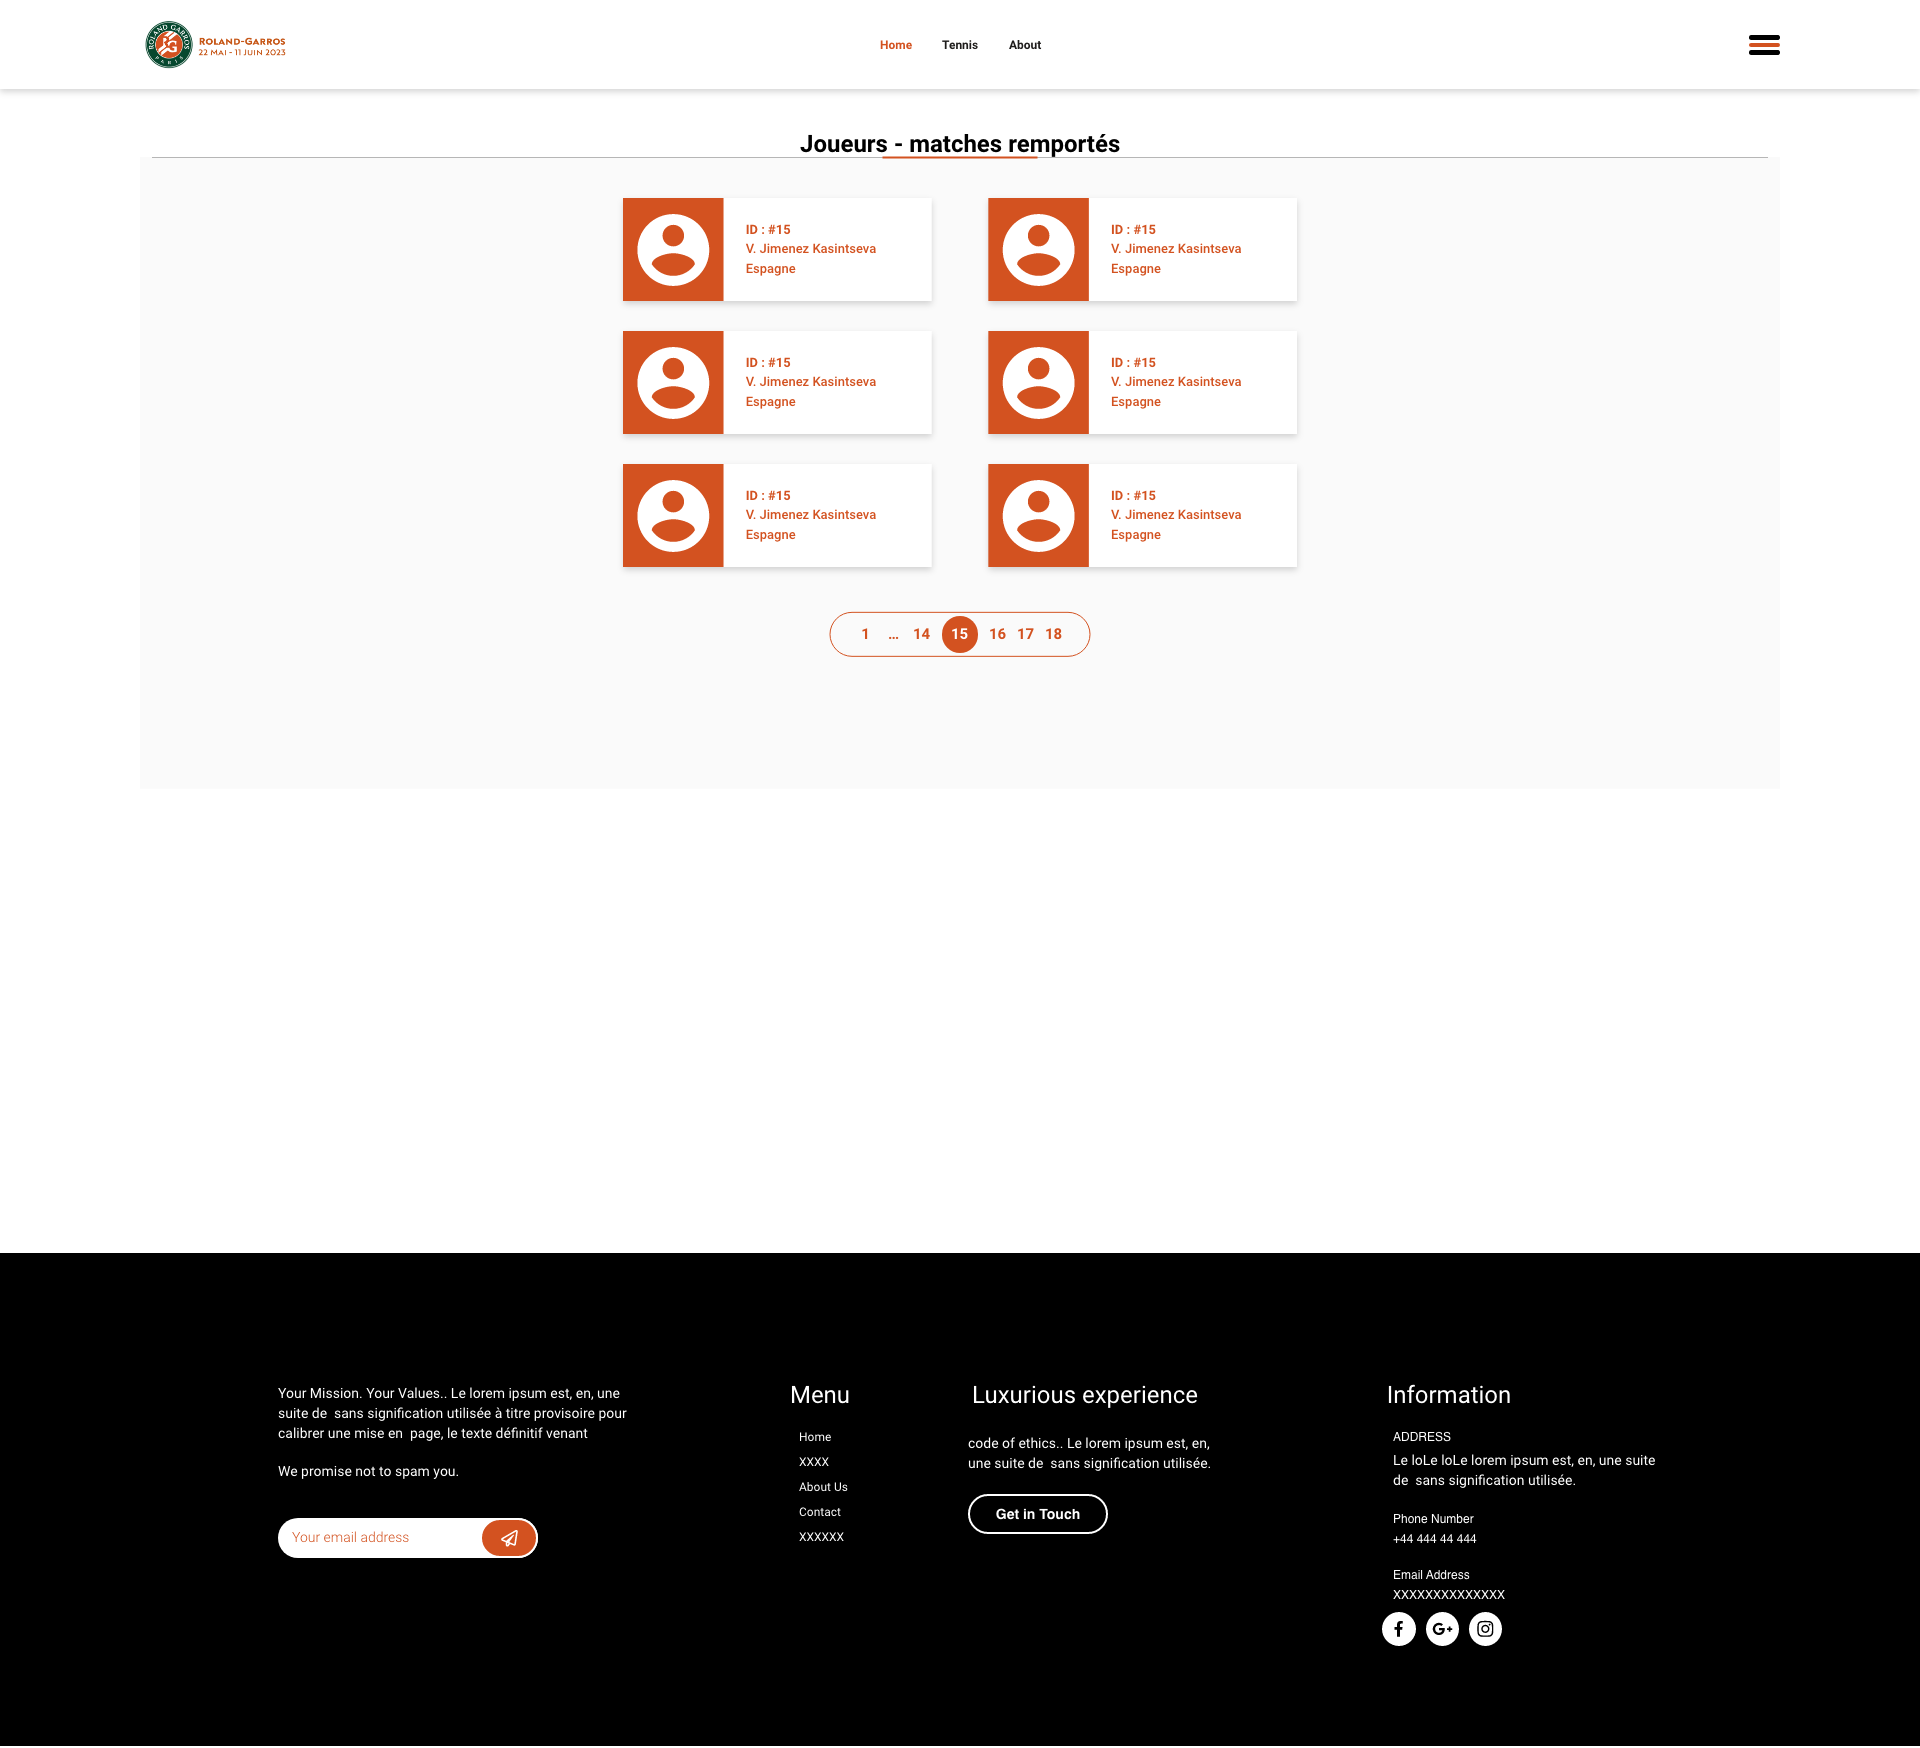 ROLAND GARROS
PARIS
ROLAND-GARROS
22 MAI - 11 JUIN 2023
Home
Tennis
About
Joueurs - matches remportés
ID : #15
V. Jimenez Kasintseva
Espagne
ID : #15
V. Jimenez Kasintseva
Espagne
ID : #15
V. Jimenez Kasintseva
Espagne
ID : #15
V. Jimenez Kasintseva
Espagne
ID : #15
V. Jimenez Kasintseva
Espagne
ID : #15
V. Jimenez Kasintseva
Espagne
1 ... 14 15 16 17 18
Your Mission. Your Values.. Le lorem ipsum est, en, une
suite de  sans signification utilisée à titre provisoire pour
calibrer une mise en  page, le texte définitif venant
We promise not to spam you.
Your email address
Menu
Home
XXXX
About Us
Contact
XXXXXX
Luxurious experience
code of ethics.. Le lorem ipsum est, en,
une suite de  sans signification utilisée.
Get in Touch
Information
ADDRESS
Le loLe loLe lorem ipsum est, en, une suite
de  sans signification utilisée.
Phone Number
+44 444 44 444
Email Address
XXXXXXXXXXXXXX